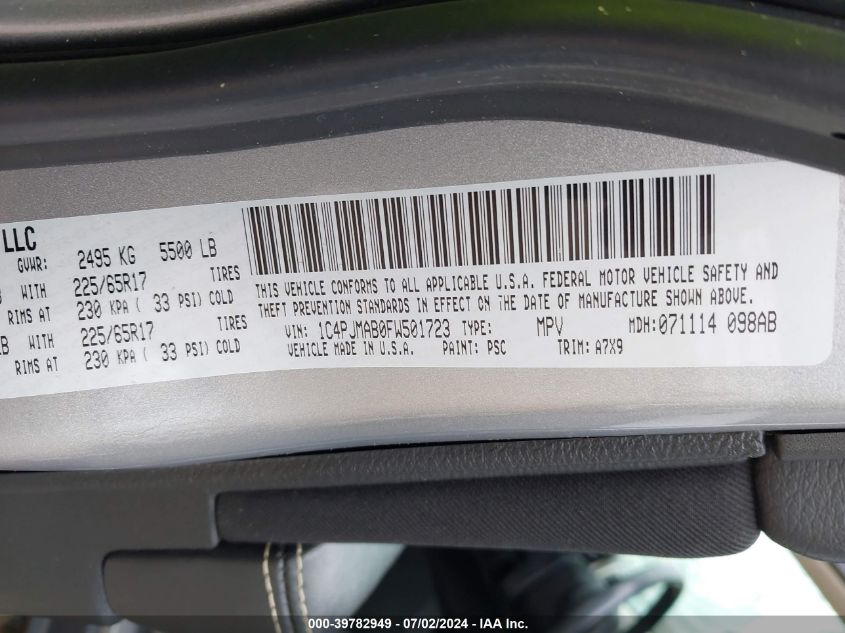 LLC
GVWR: 2495 KG 5500 LB
WITH 225/65R17 TIRES
RIMS AT 230 KPA ( 33 PSI) COLD
LB WITH 225/65R17 TIRES
RIMS AT 230 KPA ( 33 PSI) COLD
THIS VEHICLE CONFORMS TO ALL APPLICABLE U.S.A. FEDERAL MOTOR VEHICLE SAFETY AND
THEFT PREVENTION STANDARDS IN EFFECT ON THE DATE OF MANUFACTURE SHOWN ABOVE.
VIN: 1C4PJMAB0FW501723 TYPE: MPV MDH:071114 098AB
VEHICLE MADE IN U.S.A. PAINT: PSC TRIM: A7X9
000-39782949 - 07/02/2024 - IAA Inc.